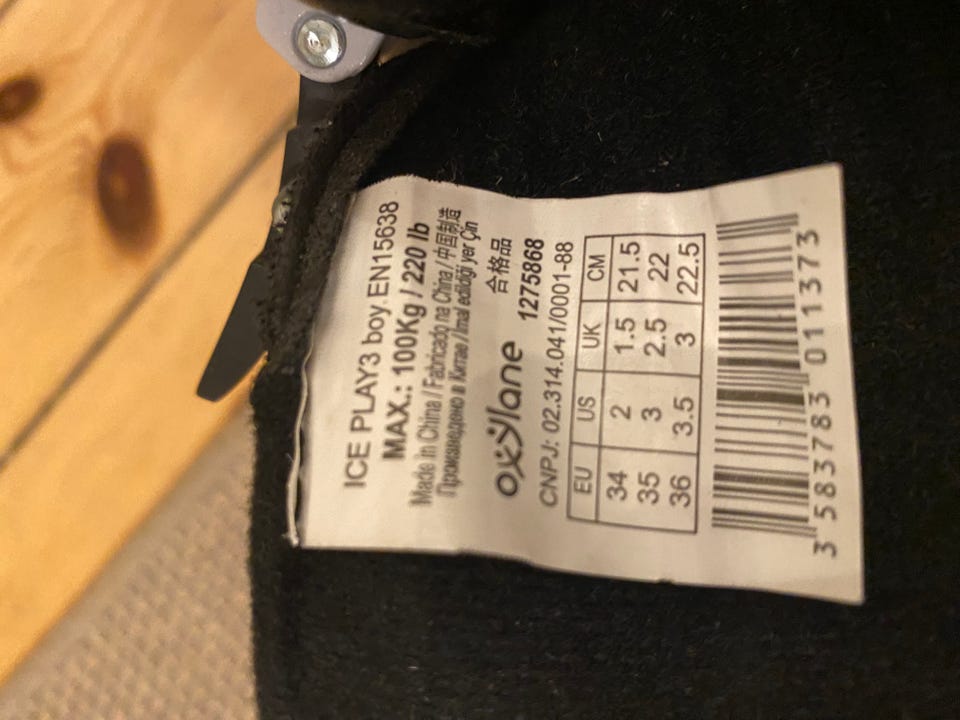 ICE PLAY3 boy EN15638
MAX.: 100Kg / 220 lb
Made in China / Fabricado na China / 中国制造
Произведено в Китае / Imal edildiği yer Çin
合格品
oxylane 1275868
CNPJ: 02.314.041/0001-88
EU US UK CM
34 2 1.5 21.5
35 3 2.5 22
36 3.5 3 22.5
3 583783 011373